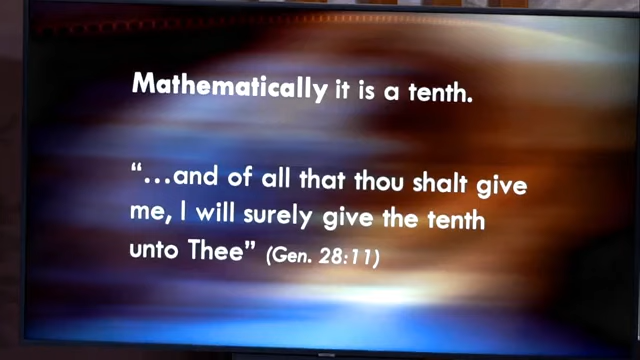 Mathematically it is a tenth.
"...and of all that thou shalt give
me, I will surely give the tenth
unto Thee" (Gen. 28:11)